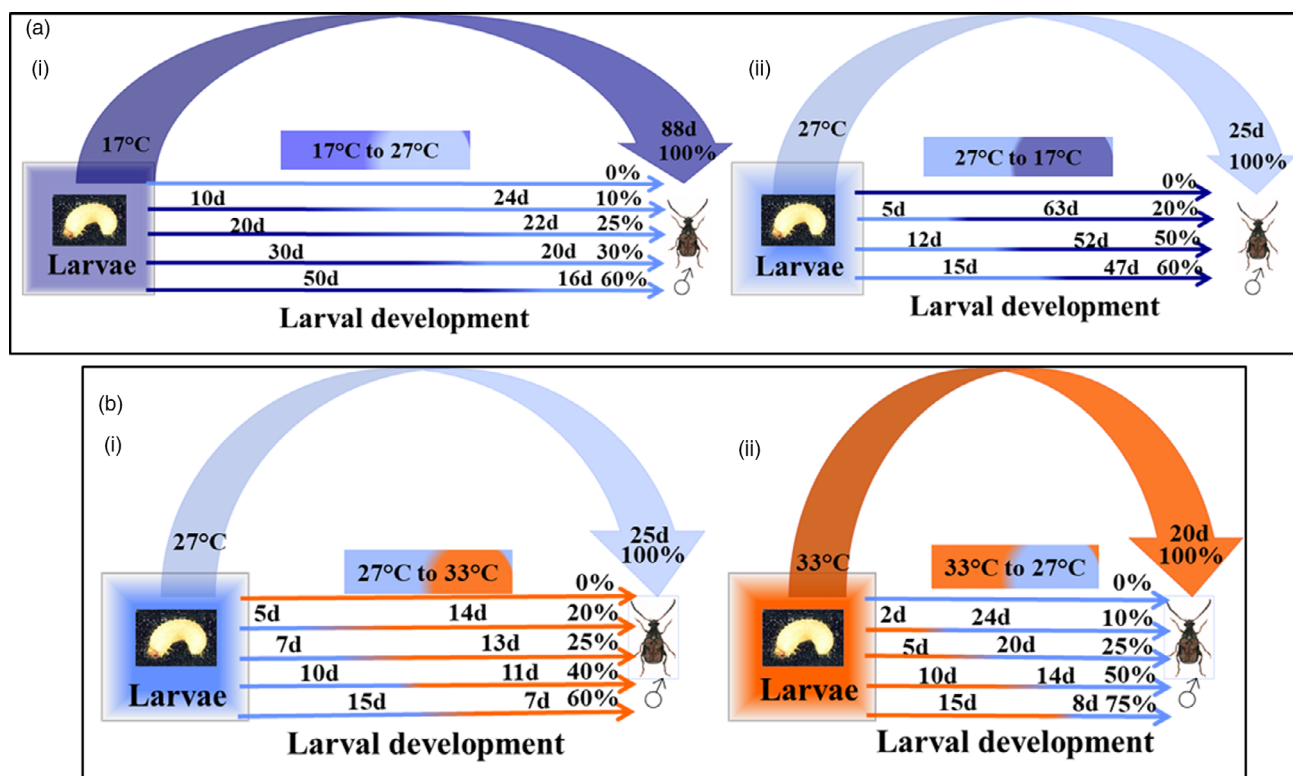 (a)
(i)
17°C
17°C to 27°C
88d
100%
0%
10d 24d 10%
20d 22d 25%
30d 20d 30%
50d 16d 60%
Larvae
♂
Larval development
(ii)
27°C
27°C to 17°C
25d
100%
0%
5d 63d 20%
12d 52d 50%
15d 47d 60%
Larvae
♂
Larval development
(b)
(i)
27°C
27°C to 33°C
25d
100%
0%
5d 14d 20%
7d 13d 25%
10d 11d 40%
15d 7d 60%
Larvae
♂
Larval development
(ii)
33°C
33°C to 27°C
20d
100%
0%
2d 24d 10%
5d 20d 25%
10d 14d 50%
15d 8d 75%
Larvae
♂
Larval development